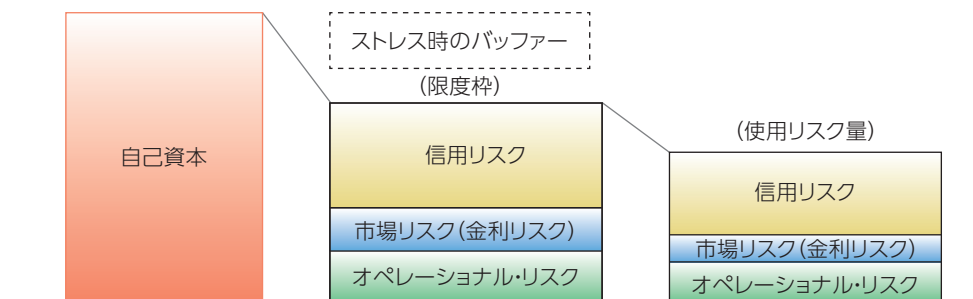 ストレス時のバッファー
(限度枠)
(使用リスク量)
自己資本
信用リスク
信用リスク
市場リスク(金利リスク)
市場リスク(金利リスク)
オペレーショナル・リスク
オペレーショナル・リスク